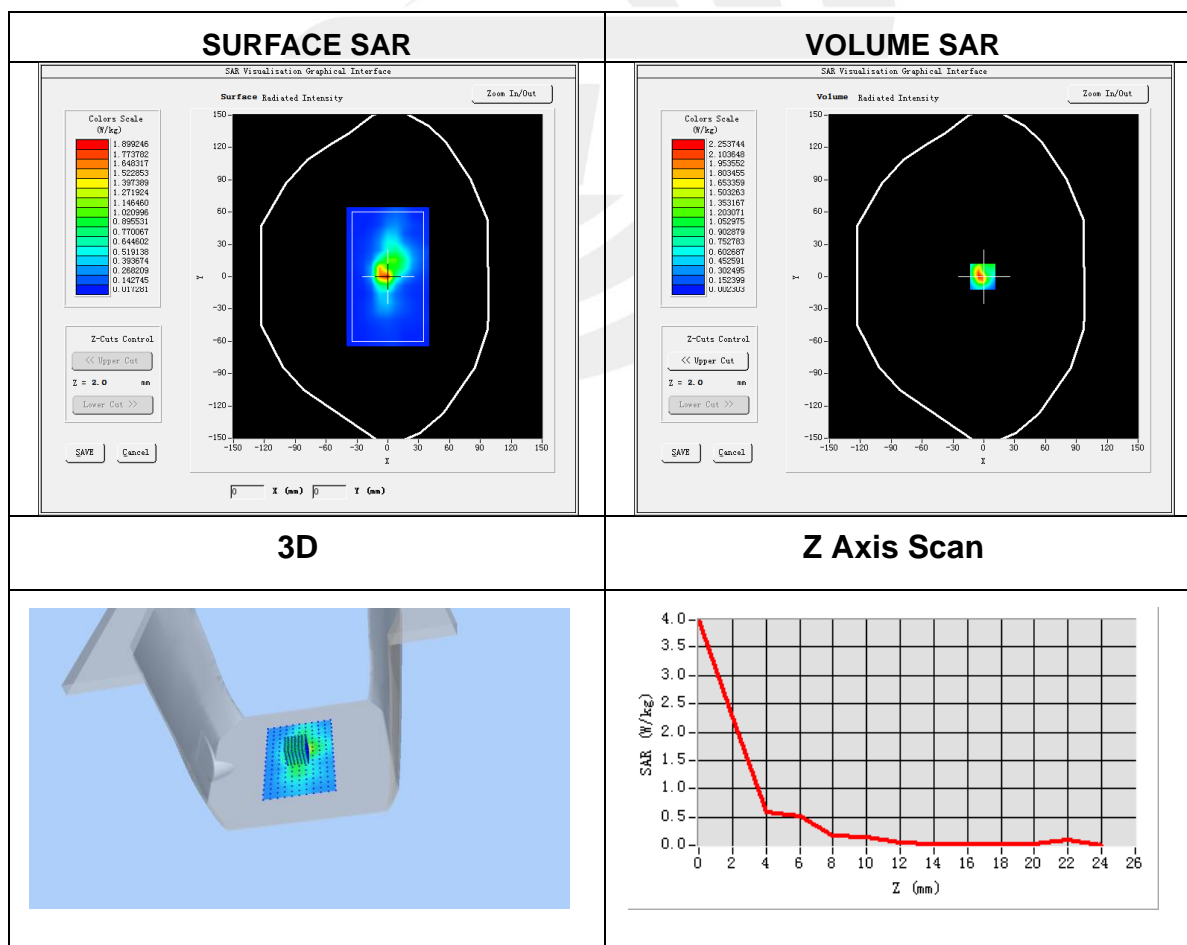 SURFACE SAR
SAR Visualisation Graphical Interface
Surface Radiated Intensity
Zoom In/Out
Colors Scale
(W/kg)
1.899246
1.773782
1.648317
1.522853
1.397389
1.271924
1.146460
1.020996
0.895531
0.770067
0.644602
0.519138
0.393674
0.268209
0.142745
0.017281
Z-Cuts Control
<< Upper Cut
Z = 2.0 mm
Lower Cut >>
SAVE Cancel
150
120
90
60
30
0
-30
-60
-90
-120
-150
Y
-150 -120 -90 -60 -30 0 30 60 90 120 150
X
0 X (mm) 0 Y (mm)
VOLUME SAR
SAR Visualisation Graphical Interface
Volume Radiated Intensity
Zoom In/Out
Colors Scale
(W/kg)
2.253744
2.103648
1.953552
1.803455
1.653359
1.503263
1.353167
1.203071
1.052975
0.902879
0.752783
0.602687
0.452591
0.302495
0.152399
0.002303
Z-Cuts Control
<< Upper Cut
Z = 2.0 mm
Lower Cut >>
SAVE Cancel
150
120
90
60
30
0
-30
-60
-90
-120
-150
Y
-150 -120 -90 -60 -30 0 30 60 90 120 150
X
3D
Z Axis Scan
4.0
3.5
3.0
2.5
2.0
1.5
1.0
0.5
0.0
SAR (W/kg)
0 2 4 6 8 10 12 14 16 18 20 22 24 26
Z (mm)